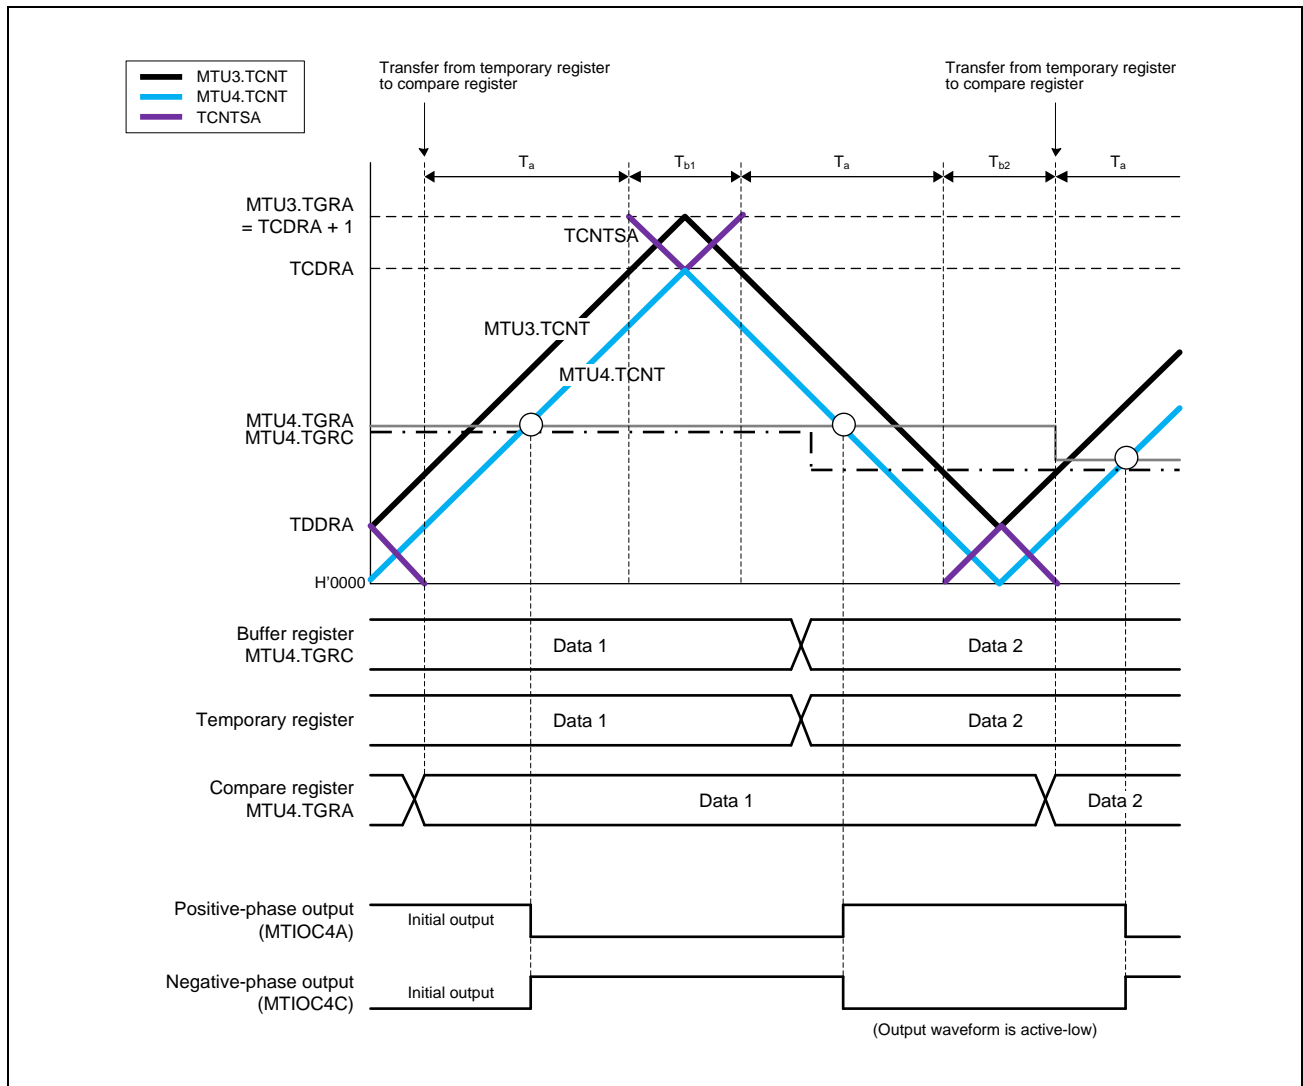 MTU3.TCNT
MTU4.TCNT
TCNTSA
Transfer from temporary register
to compare register
Transfer from temporary register
to compare register
Ta
Tb1
Ta
Tb2
Ta
MTU3.TGRA
= TCDRA + 1
TCNTSA
TCDRA
MTU3.TCNT
MTU4.TCNT
MTU4.TGRA
MTU4.TGRC
TDDRA
H'0000
Buffer register
MTU4.TGRC
Data 1
Data 2
Temporary register
Data 1
Data 2
Compare register
MTU4.TGRA
Data 1
Data 2
Positive-phase output
(MTIOC4A)
Initial output
Negative-phase output
(MTIOC4C)
Initial output
(Output waveform is active-low)